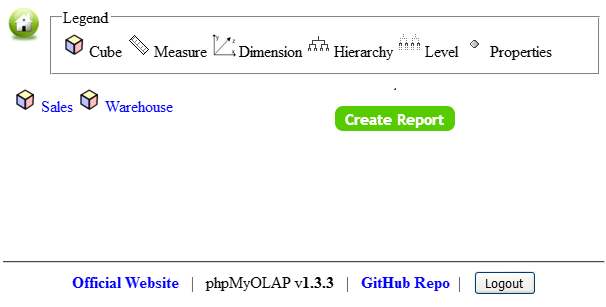 Legend
Cube Measure Dimension Hierarchy Level Properties
Sales Warehouse
Create Report
Official Website | phpMyOLAP v1.3.3 | GitHub Repo | Logout